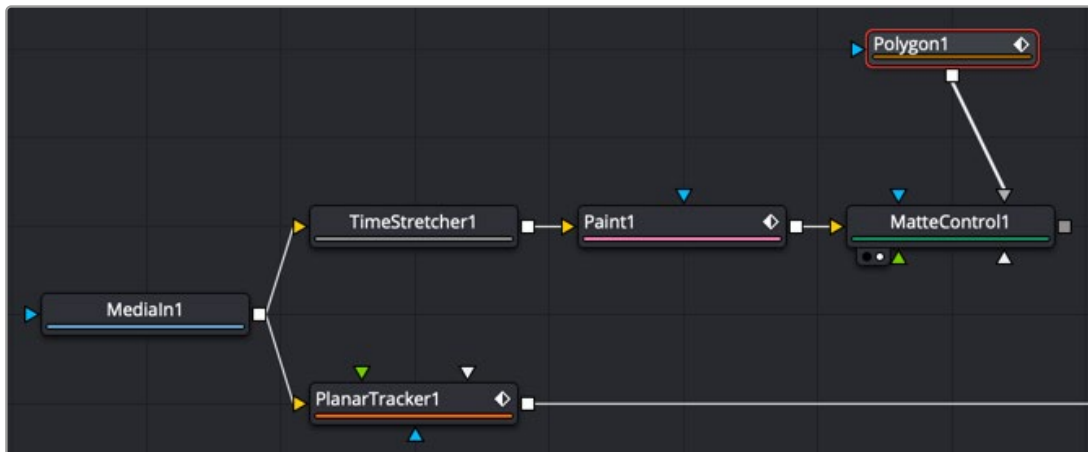 Polygon1
TimeStretcher1
Paint1
MatteControl1
MediaIn1
PlanarTracker1